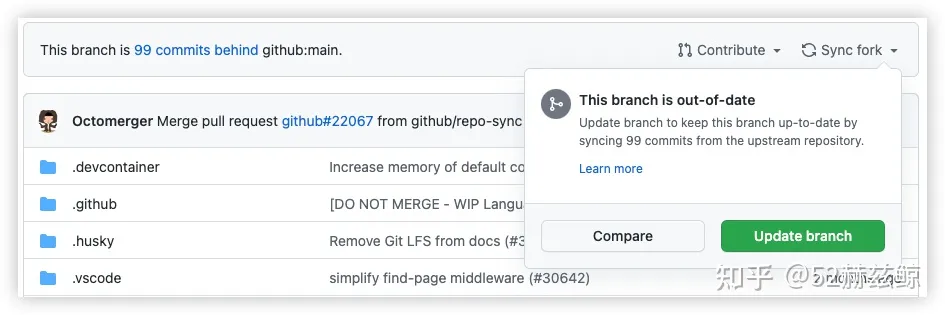 This branch is 99 commits behind github:main.
Contribute
Sync fork
This branch is out-of-date
Update branch to keep this branch up-to-date by
syncing 99 commits from the upstream repository.
Learn more
Compare
Update branch
Octomerger Merge pull request github#22067 from github/repo-sync
.devcontainer
Increase memory of default co
.github
[DO NOT MERGE - WIP Langu
.husky
Remove Git LFS from docs (#3
.vscode
simplify find-page middleware (#30642)
2 months ago
知乎 @52赫兹鲸